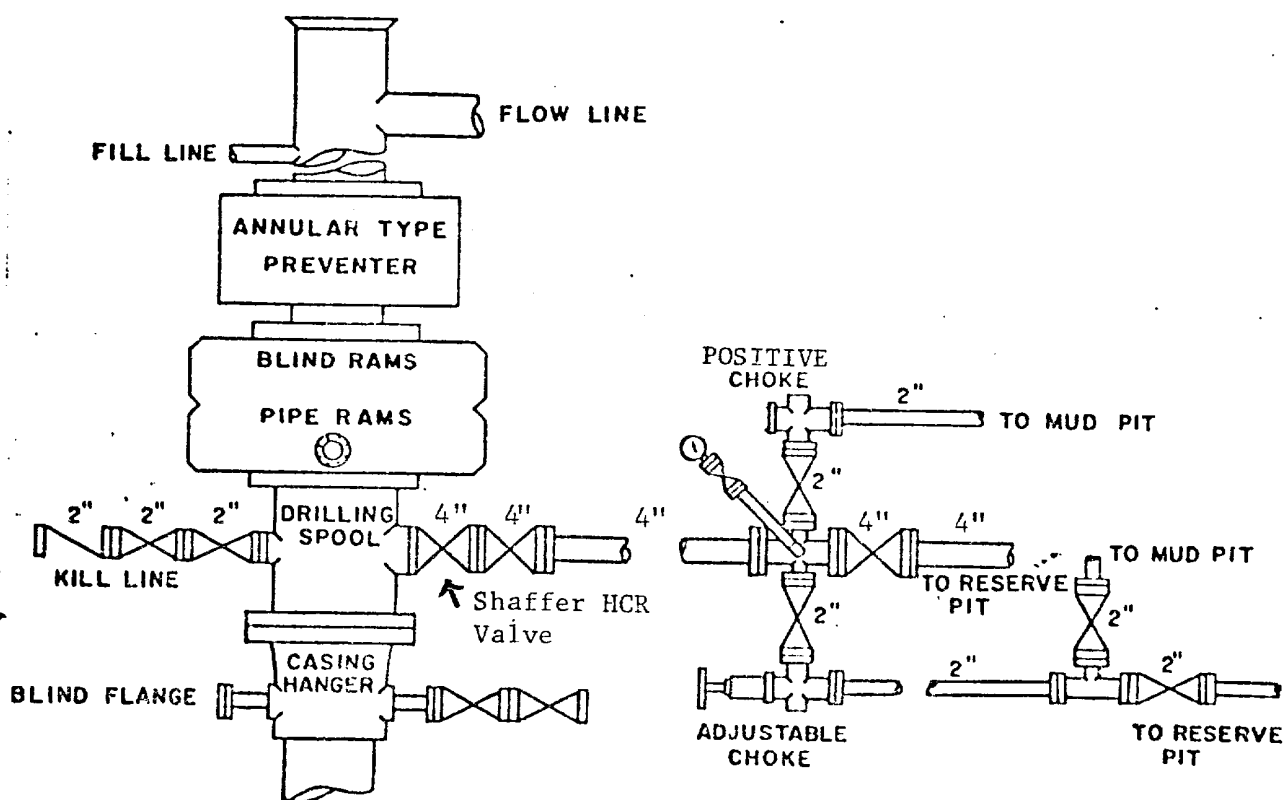 FLOW LINE
FILL LINE
ANNULAR TYPE
PREVENTER
BLIND RAMS
PIPE RAMS
POSITIVE
CHOKE
2"
TO MUD PIT
2"
2" 2" 2"
DRILLING
SPOOL
4" 4" 4"
4" 4"
KILL LINE
Shaffer HCR
Valve
TO RESERVE
PIT
TO MUD PIT
2"
2"
CASING
HANGER
BLIND FLANGE
2" 2"
ADJUSTABLE
CHOKE
TO RESERVE
PIT